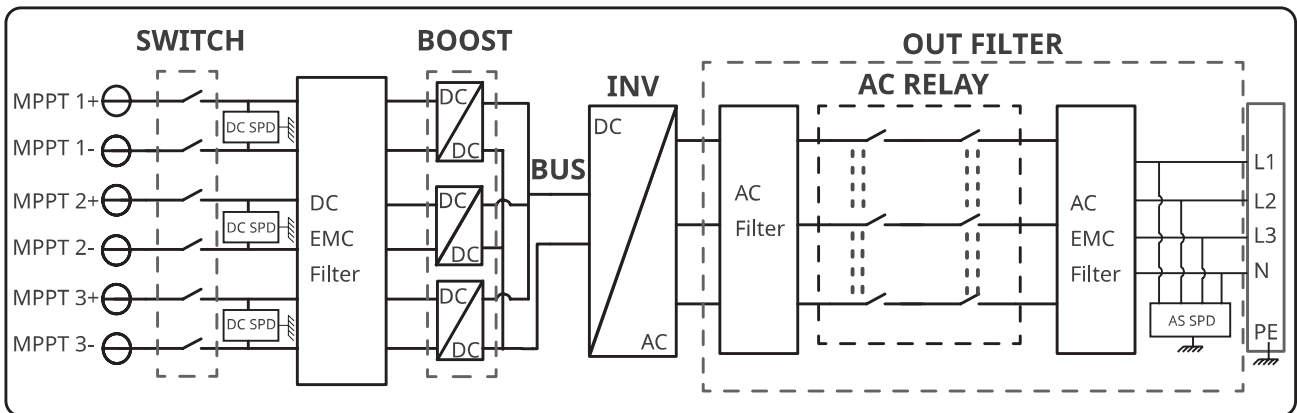 SWITCH
BOOST
OUT FILTER
INV
AC RELAY
MPPT 1+
MPPT 1-
MPPT 2+
MPPT 2-
MPPT 3+
MPPT 3-
DC SPD
DC SPD
DC SPD
DC
EMC
Filter
DC
DC
DC
DC
DC
DC
BUS
DC
AC
AC
Filter
AC
EMC
Filter
L1
L2
L3
N
PE
AS SPD